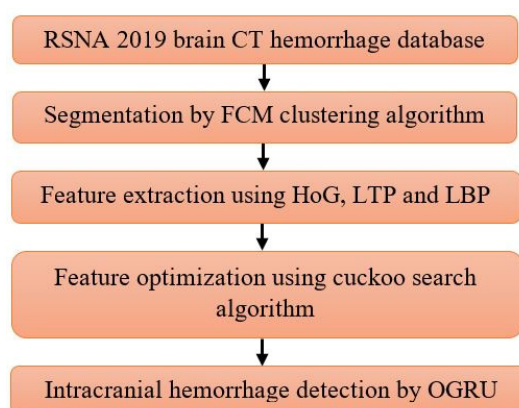 RSNA 2019 brain CT hemorrhage database
Segmentation by FCM clustering algorithm
Feature extraction using HoG, LTP and LBP
Feature optimization using cuckoo search
algorithm
Intracranial hemorrhage detection by OGRU